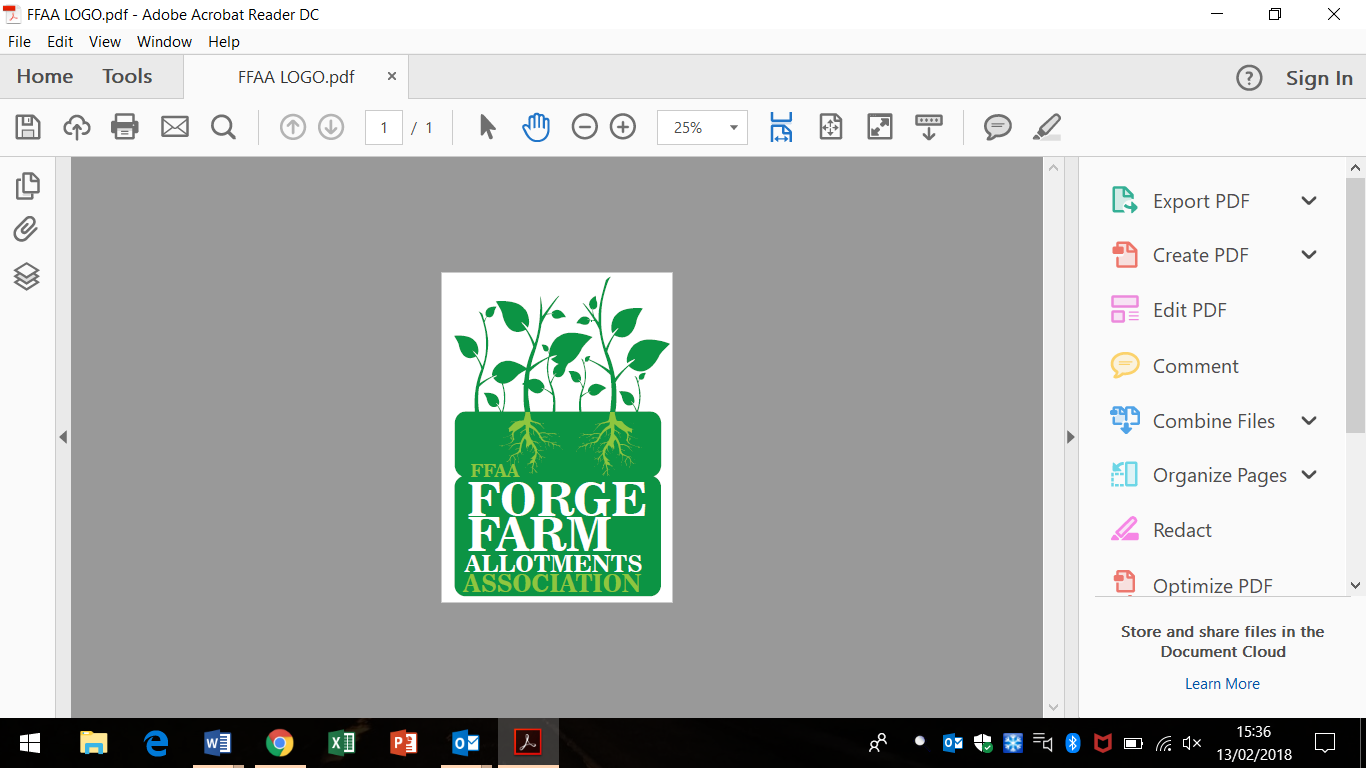 FFAA LOGO.pdf - Adobe Acrobat Reader DC
File Edit View Window Help
Home Tools FFAA LOGO.pdf Sign In
1 / 1 25%
Export PDF
Create PDF
Edit PDF
Comment
Combine Files
Organize Pages
Redact
Optimize PDF
Store and share files in the
Document Cloud
Learn More
FFAA
FORGE
FARM
ALLOTMENTS
ASSOCIATION
15:36
13/02/2018